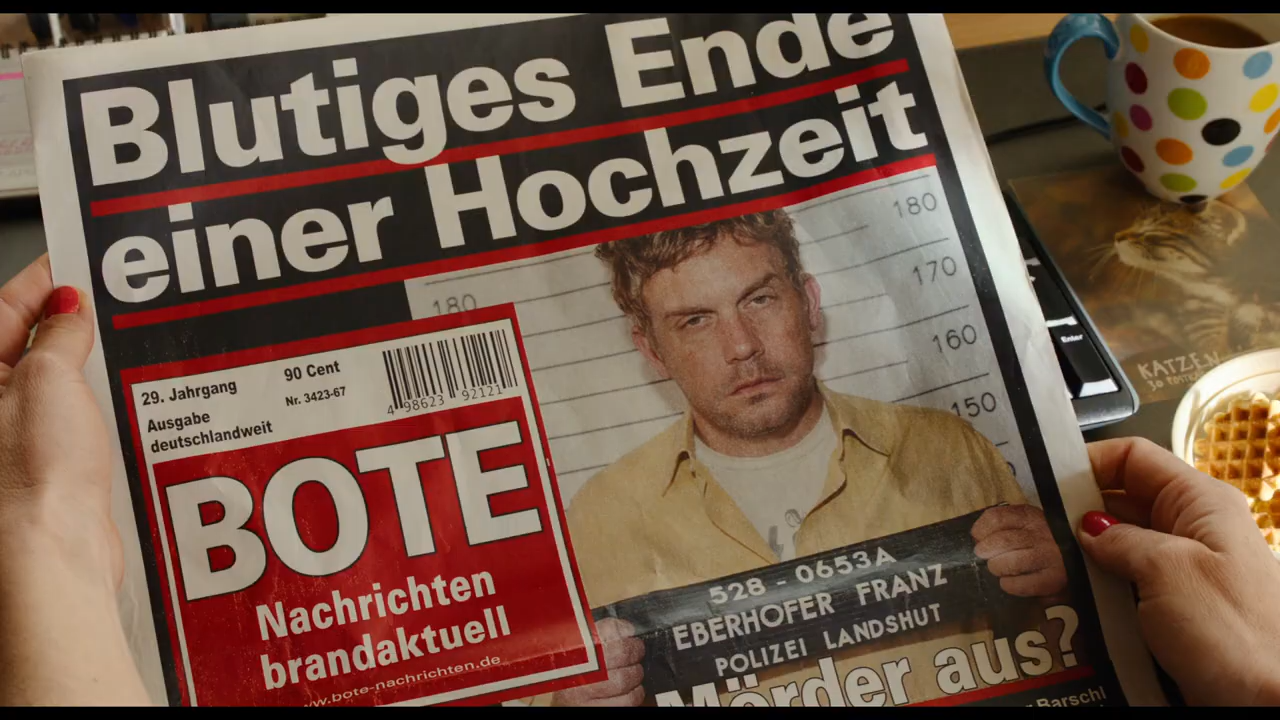 Blutiges Ende
einer Hochzeit
180
180
170
160
150
29. Jahrgang
90 Cent
Nr. 3423-67
Ausgabe
deutschlandweit
4 98623 92121
BOTE
Nachrichten
brandaktuell
www.bote-nachrichten.de
528 - 0653A
EBERHOFER FRANZ
POLIZEI LANDSHUT
Mörder aus?
Barschl
Enter
KATZEN